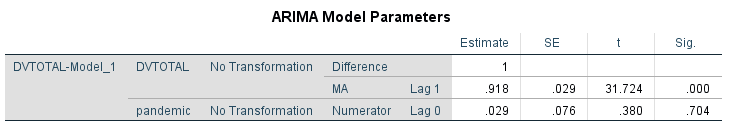 ARIMA Model Parameters
Estimate SE t Sig.
DVTOTAL-Model_1 DVTOTAL No Transformation Difference 1
MA Lag 1 .918 .029 31.724 .000
pandemic No Transformation Numerator Lag 0 .029 .076 .380 .704